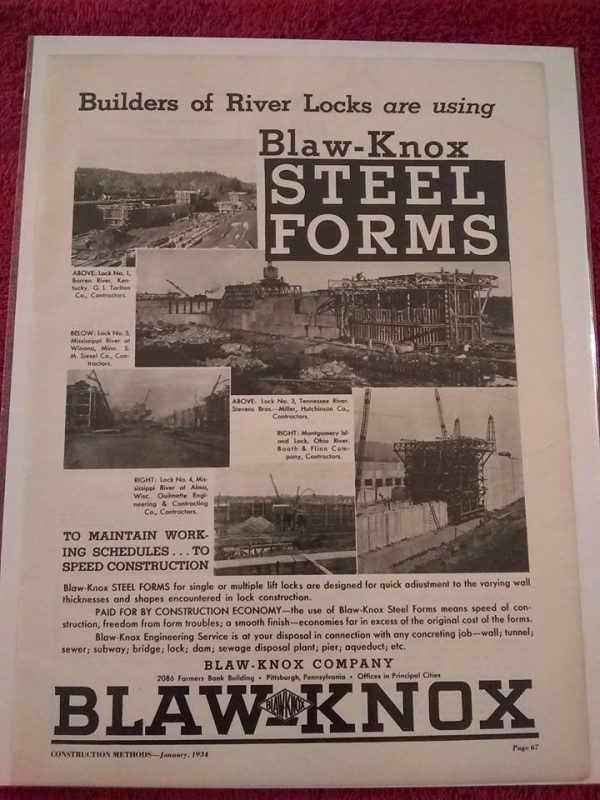 Builders of River Locks are using
Blaw-Knox
STEEL
FORMS
ABOVE: Lock No. 1,
Barren River, Ken-
tucky. G. L. Tarlton
Co., Contractors.
BELOW: Lock No. 5,
Mississippi River at
Winona, Minn. S.
M. Siesel Co., Con-
tractors.
ABOVE: Lock No. 3, Tennessee River.
Stevens Bros.—Miller, Hutchinson Co.,
Contractors.
RIGHT: Montgomery Isl-
and Lock, Ohio River.
Booth & Flinn Com-
pany, Contractors.
RIGHT: Lock No. 4, Mis-
sissippi River at Alma,
Wisc. Ouilmette Engi-
neering & Contracting
Co., Contractors.
TO MAINTAIN WORK-
ING SCHEDULES...TO
SPEED CONSTRUCTION
Blaw-Knox STEEL FORMS for single or multiple lift locks are designed for quick adjustment to the varying wall
thicknesses and shapes encountered in lock construction.
PAID FOR BY CONSTRUCTION ECONOMY—the use of Blaw-Knox Steel Forms means speed of con-
struction, freedom from form troubles; a smooth finish—economies far in excess of the original cost of the forms.
Blaw-Knox Engineering Service is at your disposal in connection with any concreting job—wall; tunnel;
sewer; subway; bridge; lock; dam; sewage disposal plant; pier; aqueduct; etc.
BLAW-KNOX COMPANY
2086 Farmers Bank Building • Pittsburgh, Pennsylvania • Offices in Principal Cities
BLAW BLAW-KNOX KNOX
CONSTRUCTION METHODS—January, 1934
Page 67